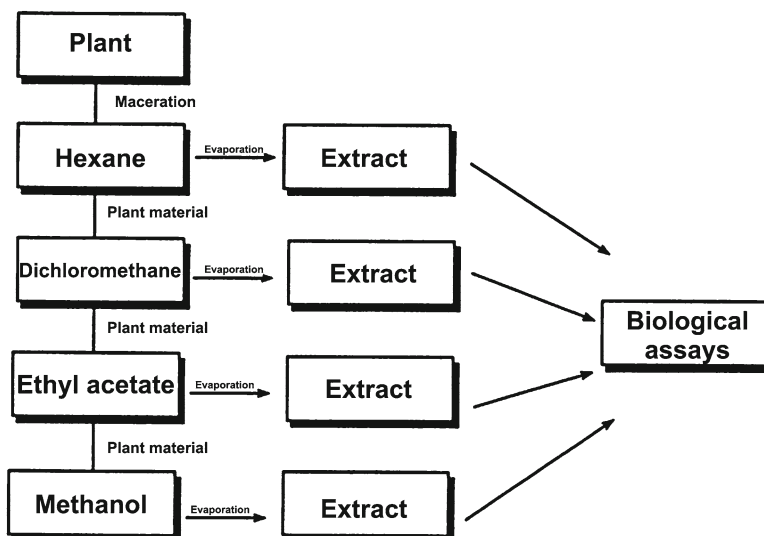 Plant
Maceration
Hexane
Evaporation
Extract
Plant material
Dichloromethane
Evaporation
Extract
Plant material
Biological
assays
Ethyl acetate
Evaporation
Extract
Plant material
Methanol
Evaporation
Extract